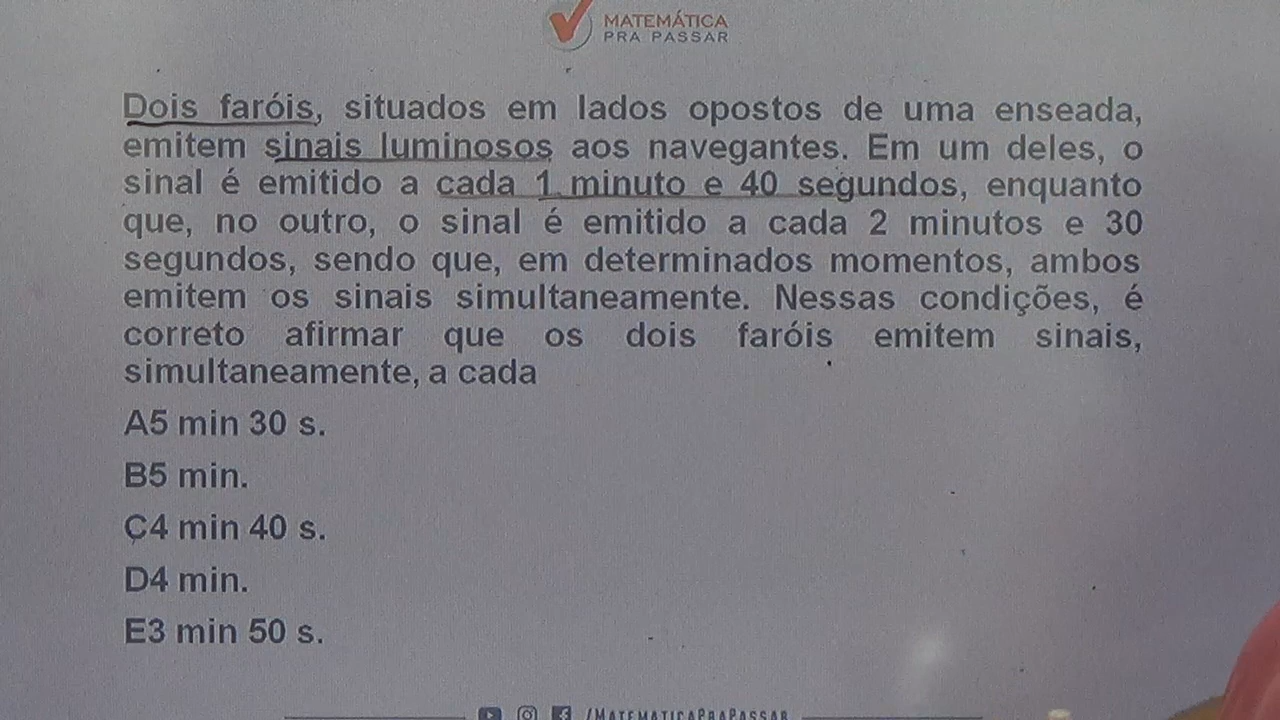 MATEMÁTICA
PRA PASSAR
Dois faróis, situados em lados opostos de uma enseada,
emitem sinais luminosos aos navegantes. Em um deles, o
sinal é emitido a cada 1 minuto e 40 segundos, enquanto
que, no outro, o sinal é emitido a cada 2 minutos e 30
segundos, sendo que, em determinados momentos, ambos
emitem os sinais simultaneamente. Nessas condições, é
correto afirmar que os dois faróis emitem sinais,
simultaneamente, a cada
A5 min 30 s.
B5 min.
C4 min 40 s.
D4 min.
E3 min 50 s.
/MATEMATICAPRAPASSAR